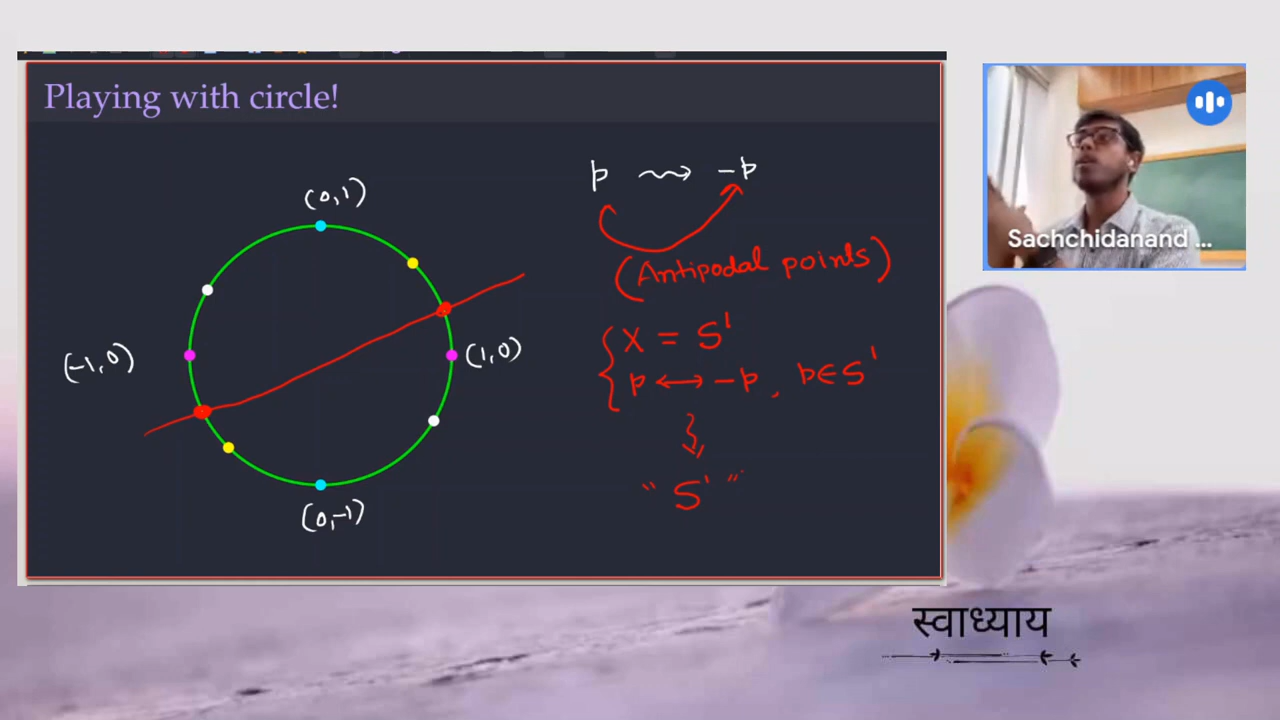 Playing with circle!
(0,1)
(-1,0)
(1,0)
(0,-1)
p ⇝ -p
(Antipodal points)
X = S¹
p ↔ -p, p∈S¹
" S¹ "
Sachchidanand ...
स्वाध्याय